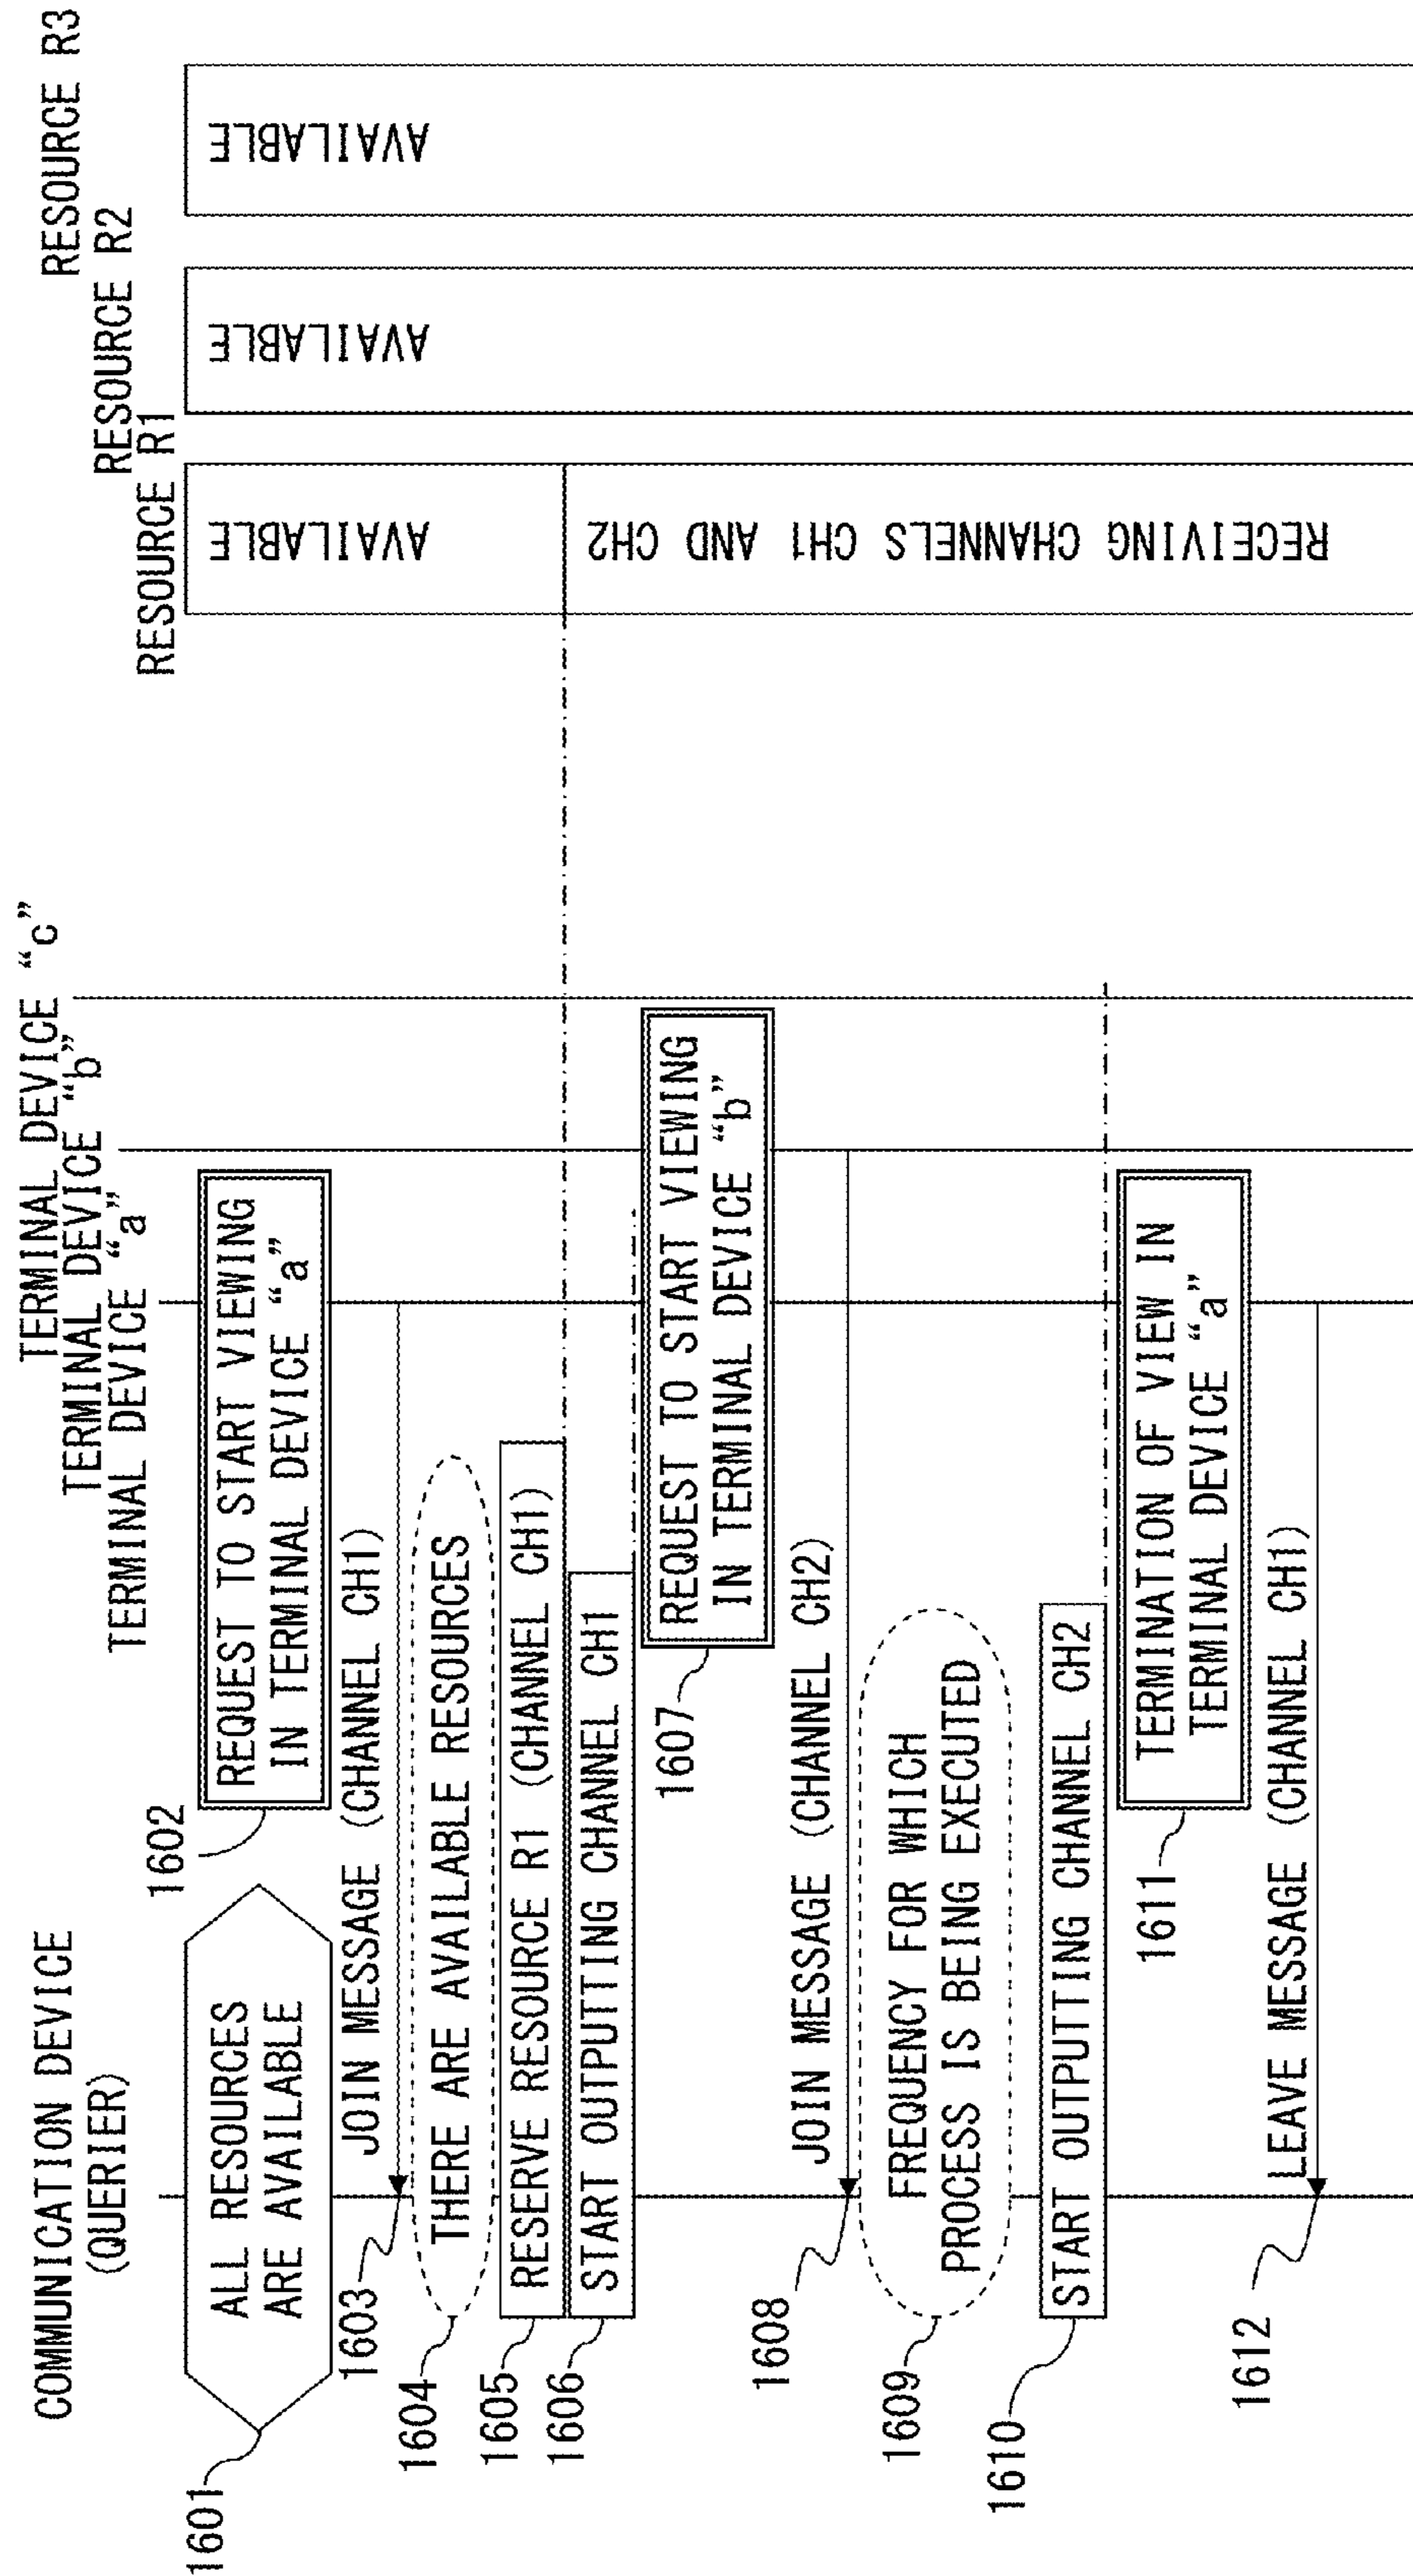 COMMUNICATION DEVICE
(QUERIER)
TERMINAL DEVICE "c"
TERMINAL DEVICE "b"
TERMINAL DEVICE "a"
RESOURCE R3
RESOURCE R2
RESOURCE R1
1601
ALL RESOURCES
ARE AVAILABLE
1602
REQUEST TO START VIEWING
IN TERMINAL DEVICE "a"
AVAILABLE
AVAILABLE
AVAILABLE
JOIN MESSAGE (CHANNEL CH1)
1603
1604
THERE ARE AVAILABLE RESOURCES
1605
RESERVE RESOURCE R1 (CHANNEL CH1)
1606
START OUTPUTTING CHANNEL CH1
RECEIVING CHANNELS CH1 AND CH2
1607
REQUEST TO START VIEWING
IN TERMINAL DEVICE "b"
JOIN MESSAGE (CHANNEL CH2)
1608
1609
FREQUENCY FOR WHICH
PROCESS IS BEING EXECUTED
1610
START OUTPUTTING CHANNEL CH2
1611
TERMINATION OF VIEW IN
TERMINAL DEVICE "a"
LEAVE MESSAGE (CHANNEL CH1)
1612